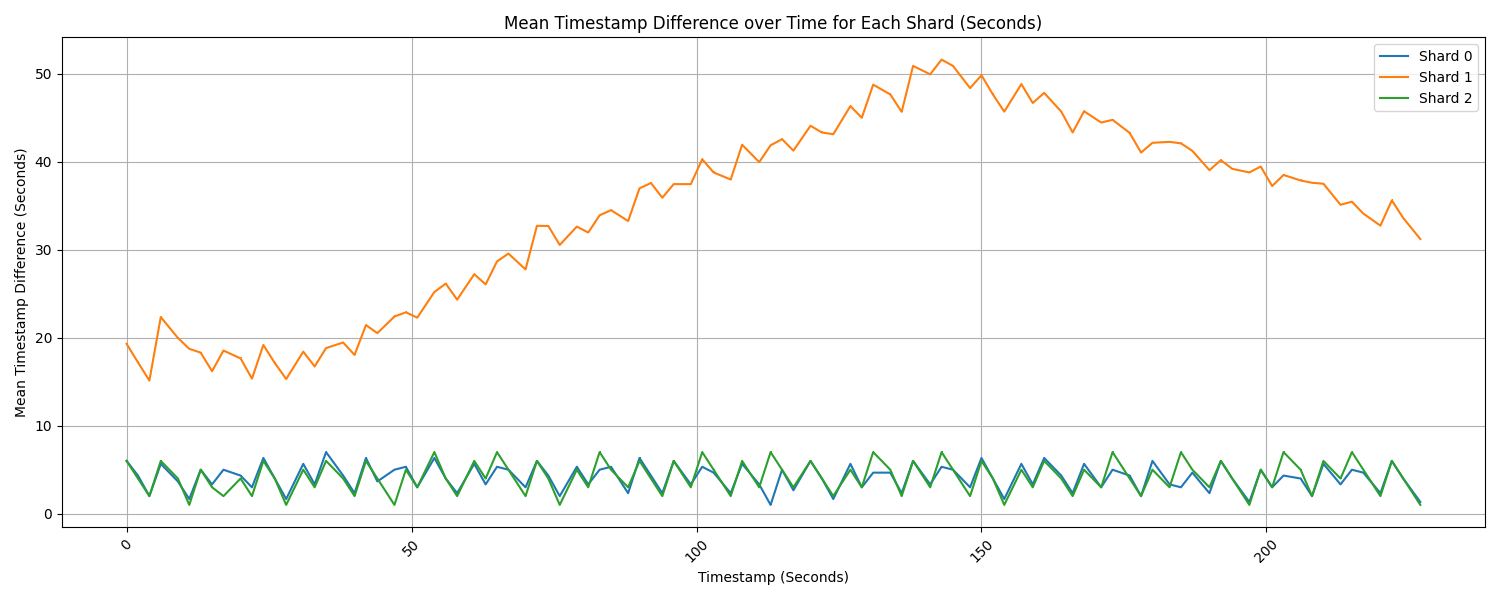 Mean Timestamp Difference over Time for Each Shard (Seconds)
Shard 0
Shard 1
Shard 2
Mean Timestamp Difference (Seconds)
50
40
30
20
10
0
0
50
100
150
200
Timestamp (Seconds)